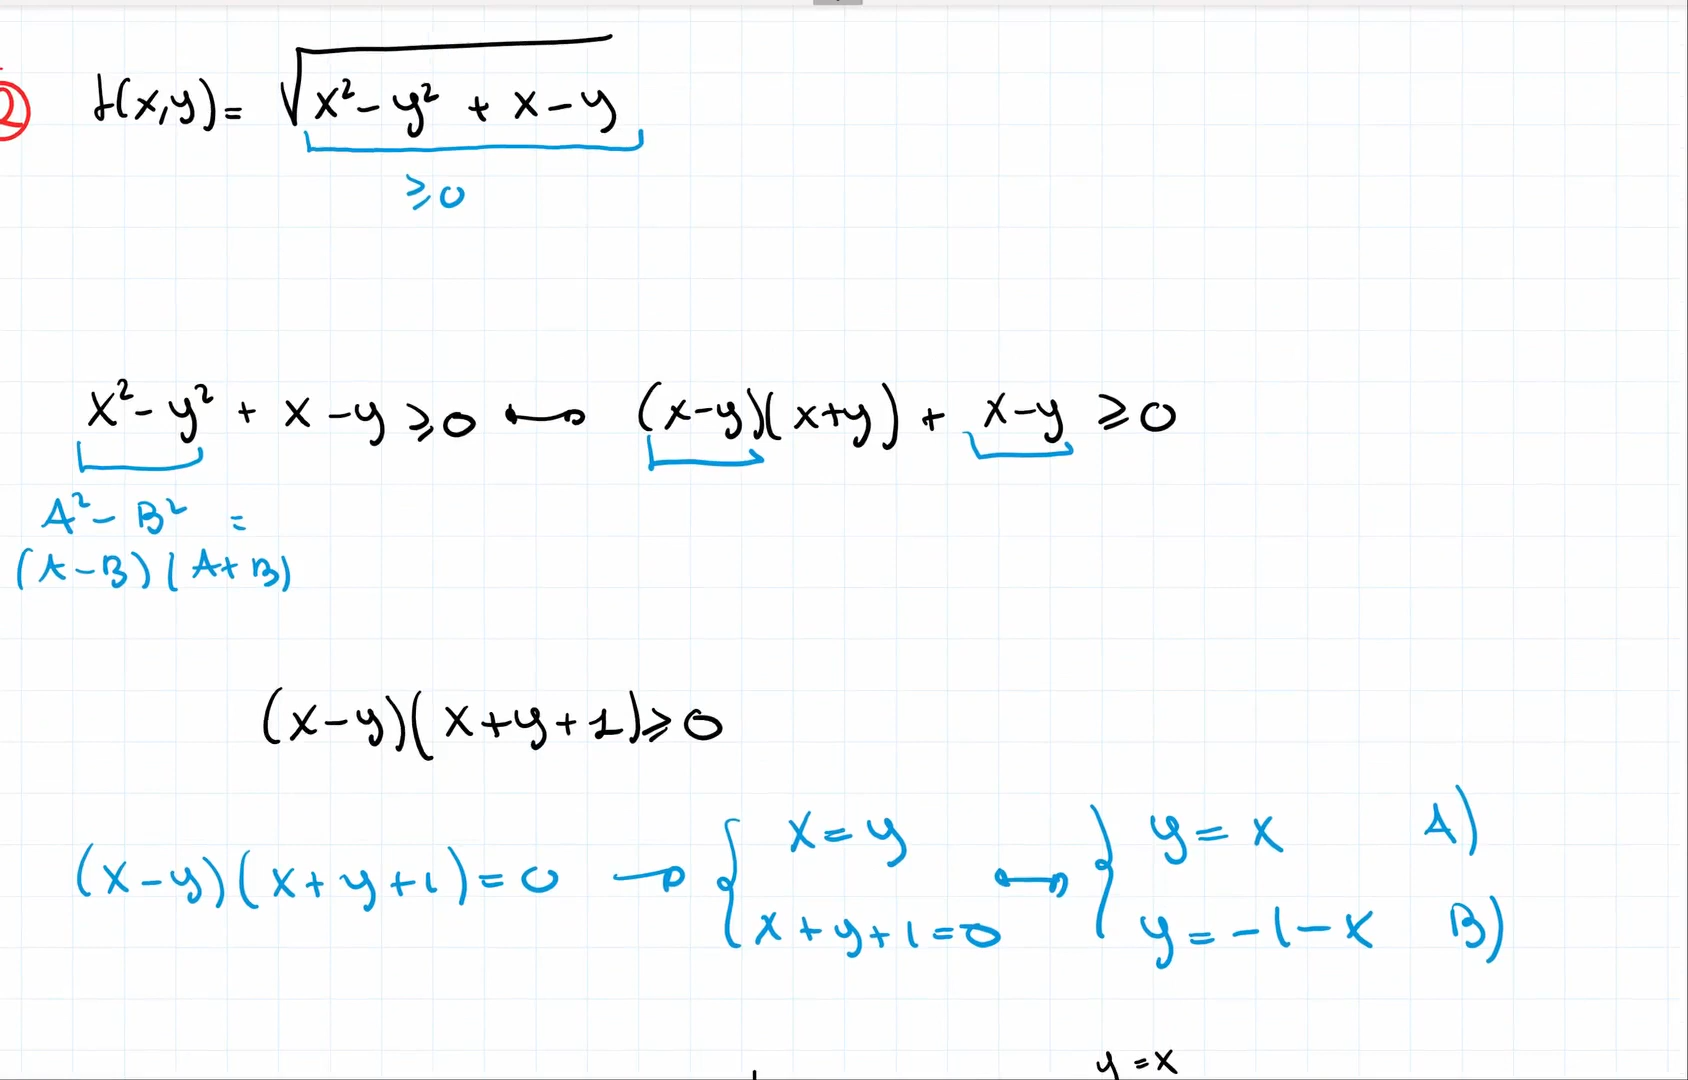 ② f(x,y) = √(x² - y² + x - y)
≥ 0
x² - y² + x - y ≥ 0 ⟷ (x-y)(x+y) + x-y ≥ 0
A² - B² =
(A-B)(A+B)
(x-y)(x+y+1) ≥ 0
(x-y)(x+y+1) = 0 → { x = y ⟷ } y = x A)
x+y+1=0 y = -1-x B)
y = x